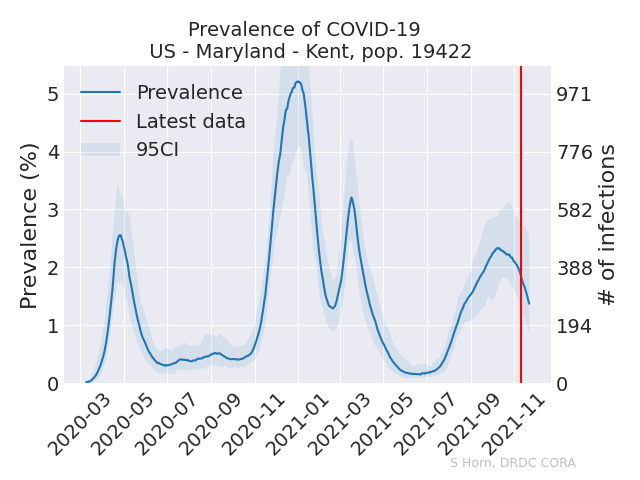 Prevalence of COVID-19
US - Maryland - Kent, pop. 19422
Prevalence
Latest data
95CI
Prevalence (%)
5
4
3
2
1
0
971
776
582
388
194
0
# of infections
2020-03
2020-05
2020-07
2020-09
2020-11
2021-01
2021-03
2021-05
2021-07
2021-09
2021-11
S Horn, DRDC CORA